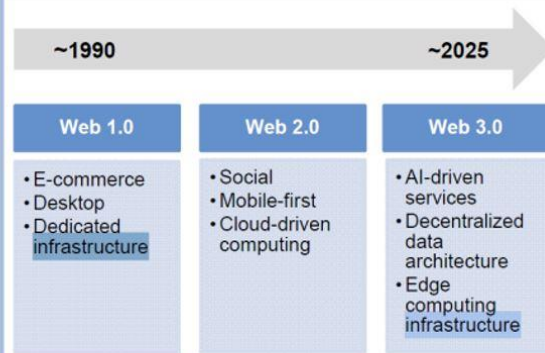 ~1990
~2025
Web 1.0
• E-commerce
• Desktop
• Dedicated
infrastructure
Web 2.0
• Social
• Mobile-first
• Cloud-driven
computing
Web 3.0
• AI-driven
services
• Decentralized
data
architecture
• Edge
computing
infrastructure